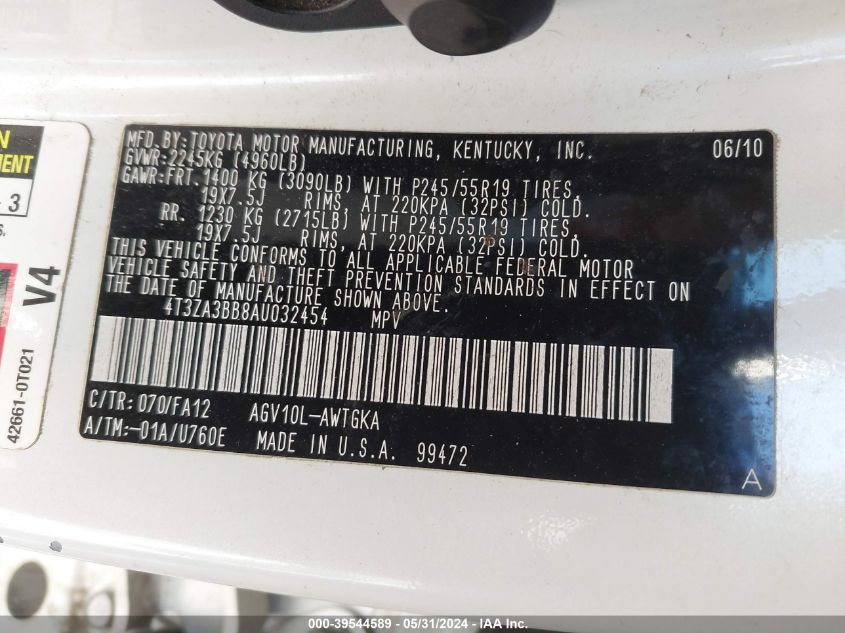 MFD. BY: TOYOTA MOTOR MANUFACTURING, KENTUCKY, INC. 06/10
GVWR: 2245KG (4960LB)
GAWR: FRT. 1400 KG (3090LB) WITH P245/55R19 TIRES,
19X7.5J RIMS, AT 220KPA (32PSI) COLD.
RR. 1230 KG (2715LB) WITH P245/55R19 TIRES,
19X7.5J RIMS, AT 220KPA (32PSI) COLD.
THIS VEHICLE CONFORMS TO ALL APPLICABLE FEDERAL MOTOR
VEHICLE SAFETY AND THEFT PREVENTION STANDARDS IN EFFECT ON
THE DATE OF MANUFACTURE SHOWN ABOVE.
4T3ZA3BB8AU032454 MPV
C/TR: 070/FA12 AGV10L-AWTGKA
A/TM: -01A/U760E MADE IN U.S.A. 99472
A
3
V4
42661-0T021
000-39544589 - 05/31/2024 - IAA Inc.